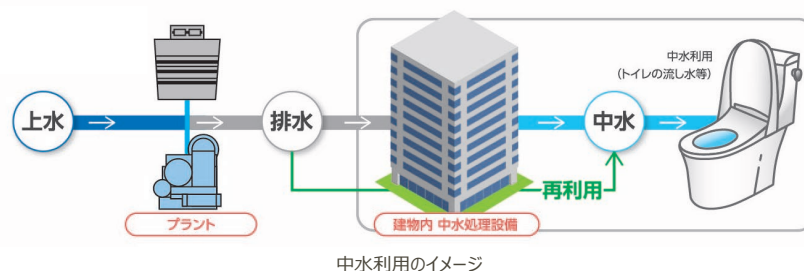 中水利用
(トイレの流し水等)
上水
排水
中水
再利用
プラント
建物内 中水処理設備
中水利用のイメージ